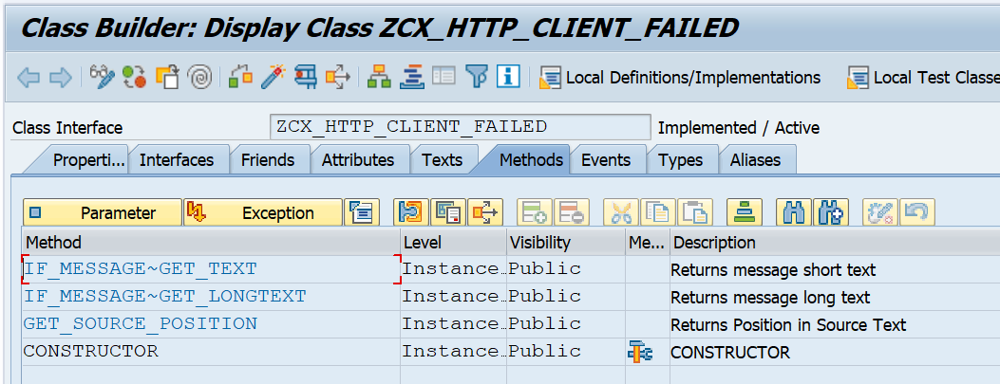 Class Builder: Display Class ZCX_HTTP_CLIENT_FAILED
Local Definitions/Implementations Local Test Classe
Class Interface ZCX_HTTP_CLIENT_FAILED Implemented / Active
Properti... Interfaces Friends Attributes Texts Methods Events Types Aliases
Parameter Exception
Method Level Visibility Me... Description
IF_MESSAGE~GET_TEXT Instance… Public Returns message short text
IF_MESSAGE~GET_LONGTEXT Instance… Public Returns message long text
GET_SOURCE_POSITION Instance… Public Returns Position in Source Text
CONSTRUCTOR Instance… Public CONSTRUCTOR